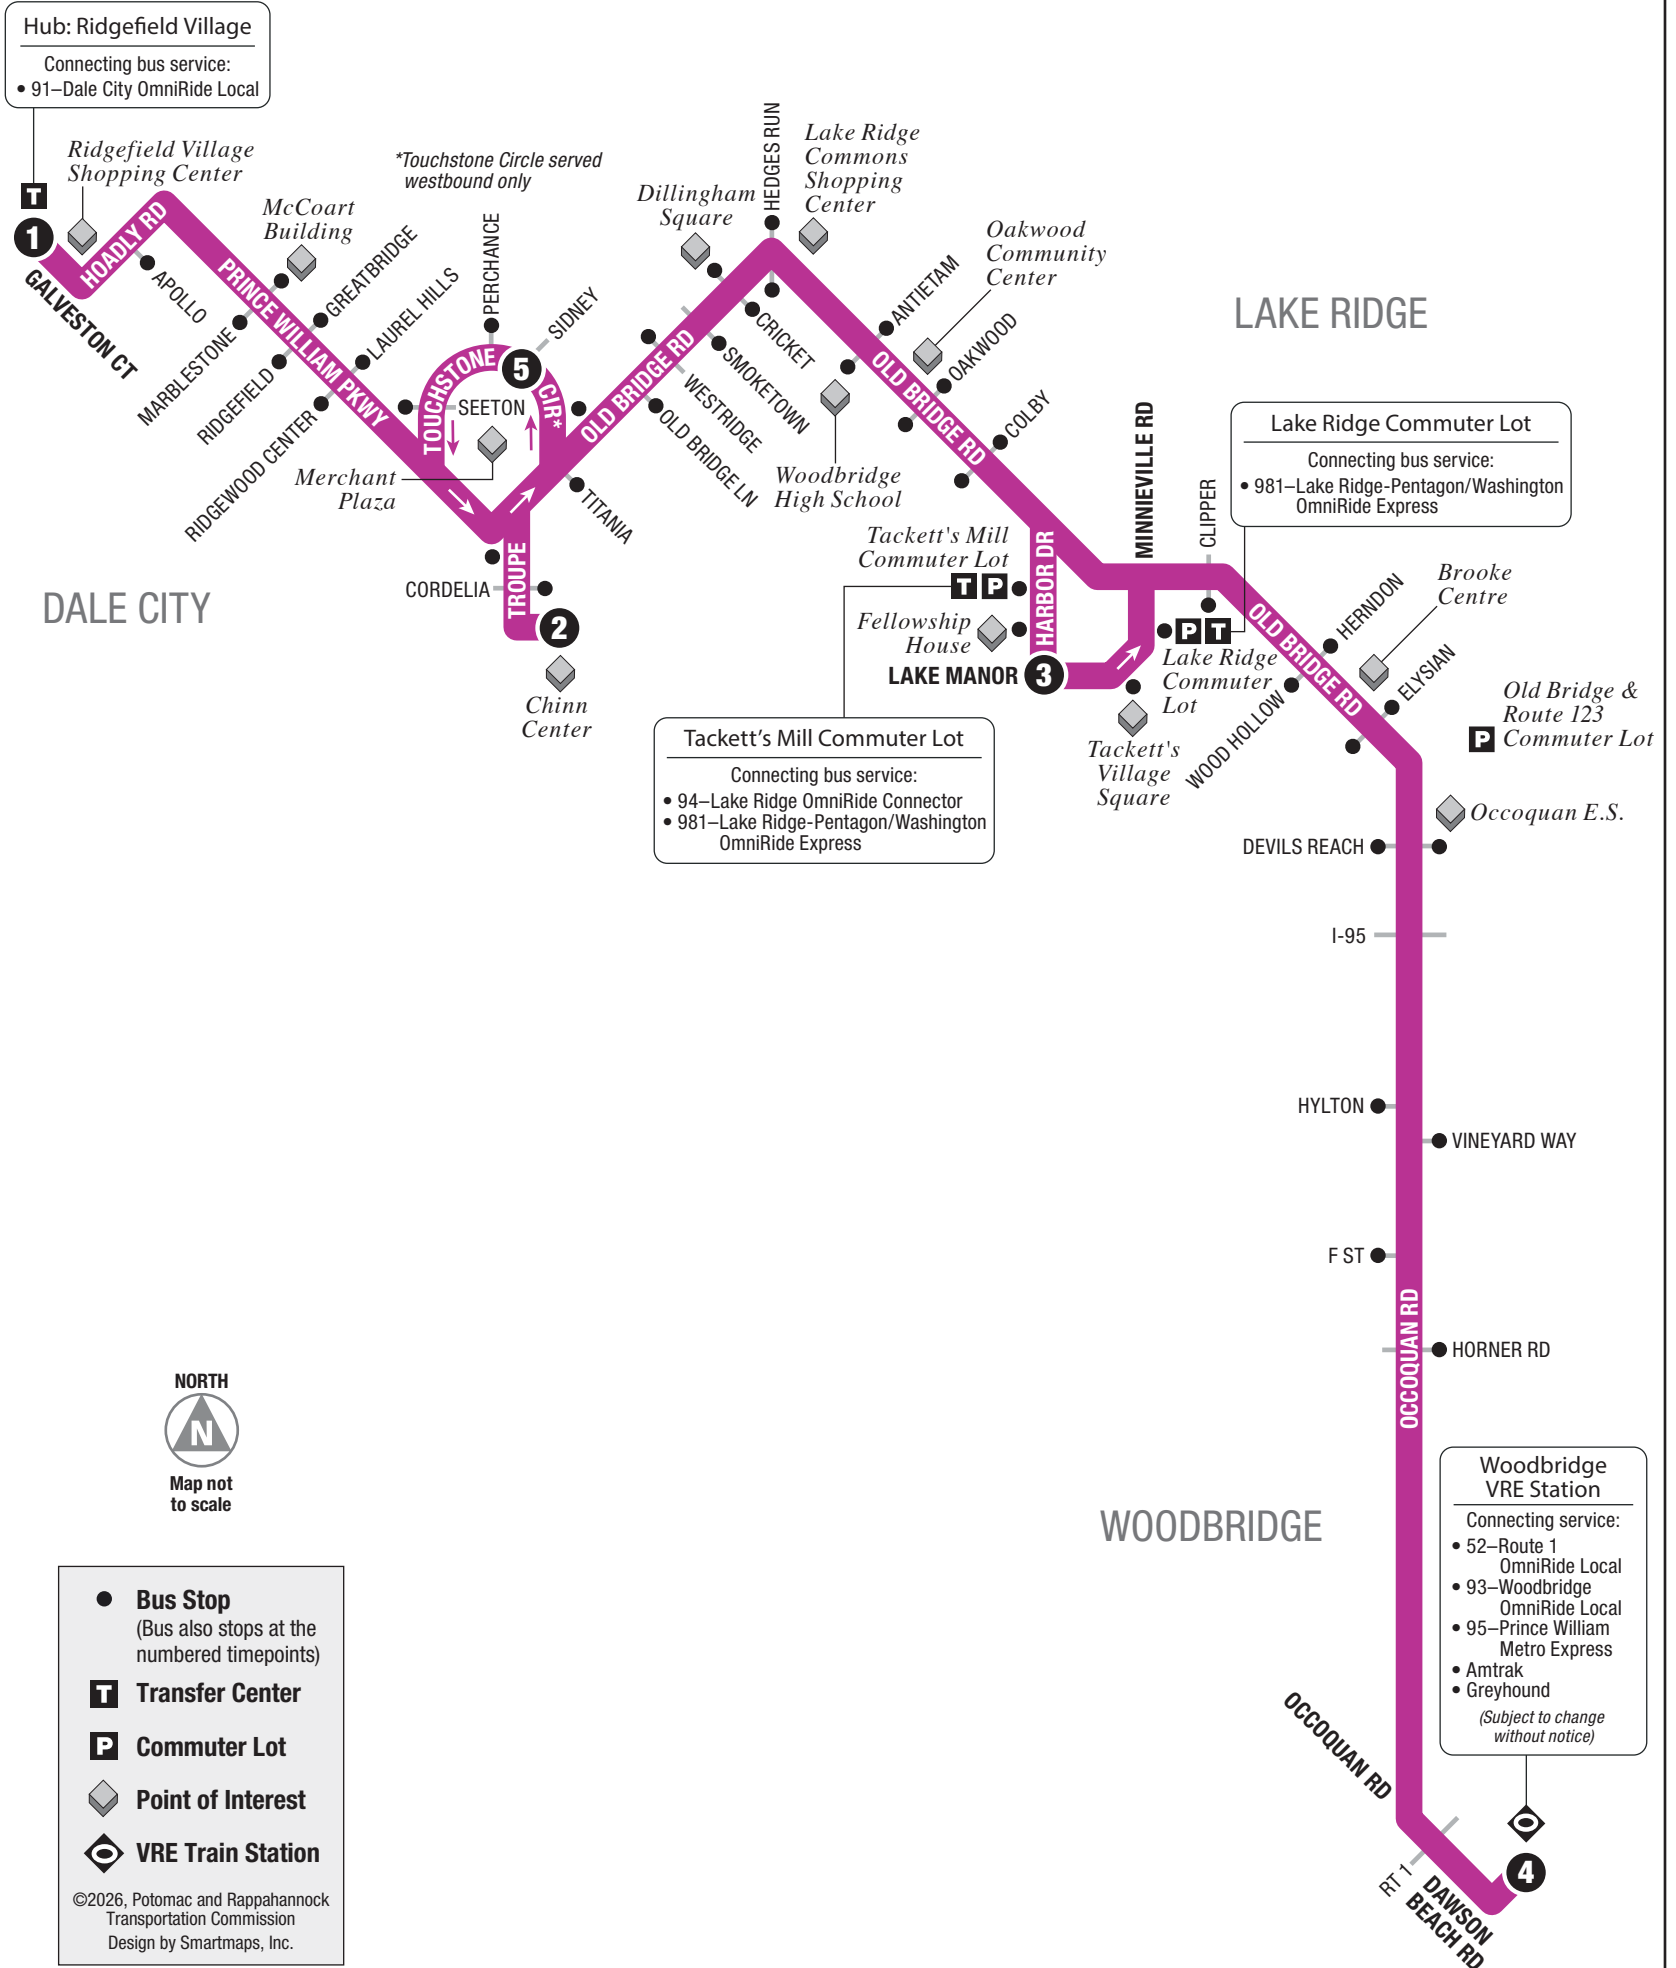 Hub: Ridgefield Village
Connecting bus service:
• 91–Dale City OmniRide Local
T
1
Ridgefield Village
Shopping Center
HOADLY RD
GALVESTON CT
APOLLO
McCoart
Building
PRINCE WILLIAM PKWY
MARBLESTONE
GREATBRIDGE
RIDGEFIELD
LAUREL HILLS
RIDGEWOOD CENTER
*Touchstone Circle served
westbound only
PERCHANCE
SIDNEY
TOUCHSTONE
5
CIR*
SEETON
Merchant
Plaza
TITANIA
CORDELIA
TROUPE
2
Chinn
Center
DALE CITY
OLD BRIDGE RD
Dillingham
Square
HEDGES RUN
Lake Ridge
Commons
Shopping
Center
CRICKET
SMOKETOWN
WESTRIDGE
OLD BRIDGE LN
Oakwood
Community
Center
ANTIETAM
OAKWOOD
OLD BRIDGE RD
COLBY
Woodbridge
High School
LAKE RIDGE
Tackett's Mill
Commuter Lot
T P
HARBOR DR
Fellowship
House
LAKE MANOR
3
MINNIEVILLE RD
CLIPPER
Lake Ridge Commuter Lot
Connecting bus service:
• 981–Lake Ridge-Pentagon/Washington
OmniRide Express
P T
Lake Ridge
Commuter
Lot
Tackett's
Village
Square
Tackett’s Mill Commuter Lot
Connecting bus service:
• 94–Lake Ridge OmniRide Connector
• 981–Lake Ridge-Pentagon/Washington
OmniRide Express
OLD BRIDGE RD
HERNDON
WOOD HOLLOW
Brooke
Centre
ELYSIAN
Old Bridge &
Route 123
P Commuter Lot
Occoquan E.S.
DEVILS REACH
I-95
HYLTON
VINEYARD WAY
F ST
OCCOQUAN RD
HORNER RD
WOODBRIDGE
Woodbridge
VRE Station
Connecting service:
• 52–Route 1
OmniRide Local
• 93–Woodbridge
OmniRide Local
• 95–Prince William
Metro Express
• Amtrak
• Greyhound
(Subject to change
without notice)
OCCOQUAN RD
RT 1
DAWSON
BEACH RD
4
NORTH
N
Map not
to scale
Bus Stop
(Bus also stops at the
numbered timepoints)
T Transfer Center
P Commuter Lot
Point of Interest
VRE Train Station
©2026, Potomac and Rappahannock
Transportation Commission
Design by Smartmaps, Inc.